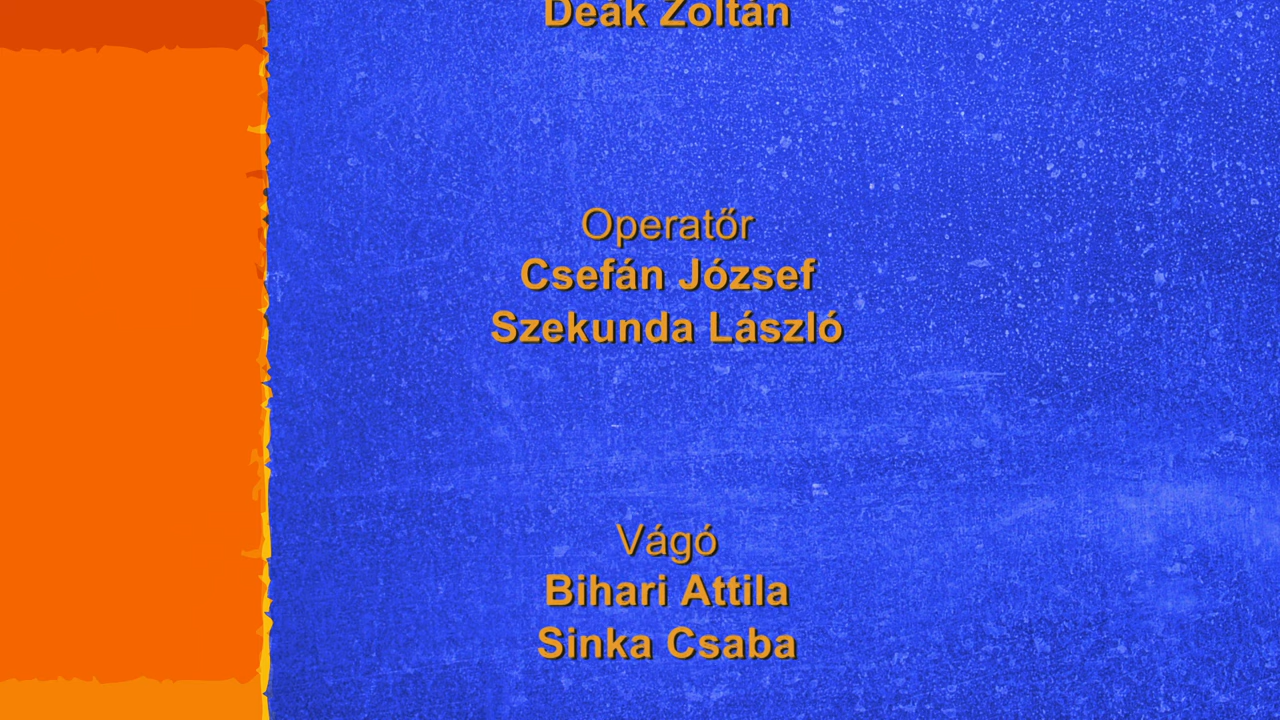 Deák Zoltán
Operatőr
Csefán József
Szekunda László
Vágó
Bihari Attila
Sinka Csaba